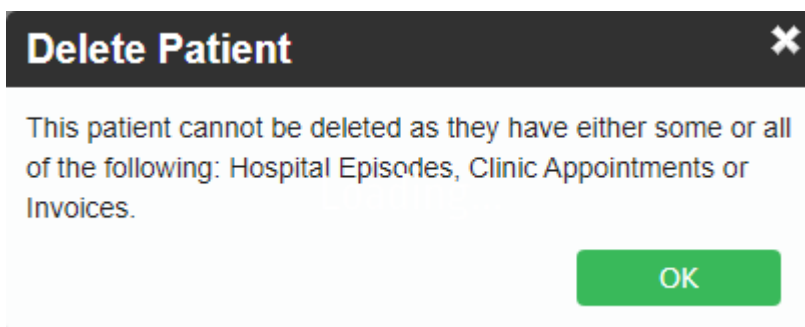 Delete Patient
This patient cannot be deleted as they have either some or all
of the following: Hospital Episodes, Clinic Appointments or
Invoices.
OK